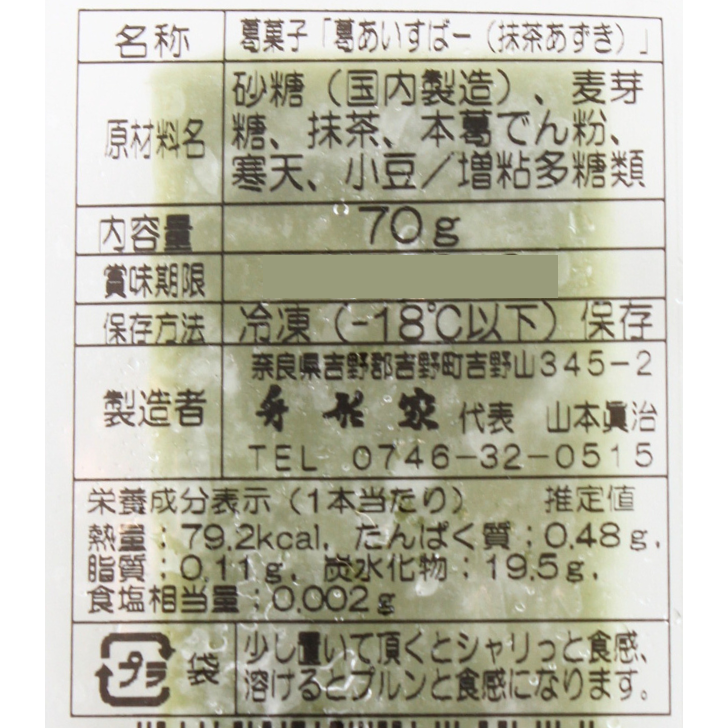 名称 葛菓子「葛あいすばー（抹茶あずき）」
原材料名 砂糖（国内製造）、麦芽
糖、抹茶、本葛でん粉、
寒天、小豆／増粘多糖類
内容量 70g
賞味期限
保存方法 冷凍（-18℃以下）保存
製造者 奈良県吉野郡吉野町吉野山345-2
代表 山本眞治
TEL 0746-32-0515
栄養成分表示（1本当たり） 推定値
熱量：79.2kcal、たんぱく質：0.48g、
脂質：0.11g、炭水化物：19.5g、
食塩相当量：0.002g
プラ 袋 少し置いて頂くとシャリっと食感、
溶けるとプルンと食感になります。